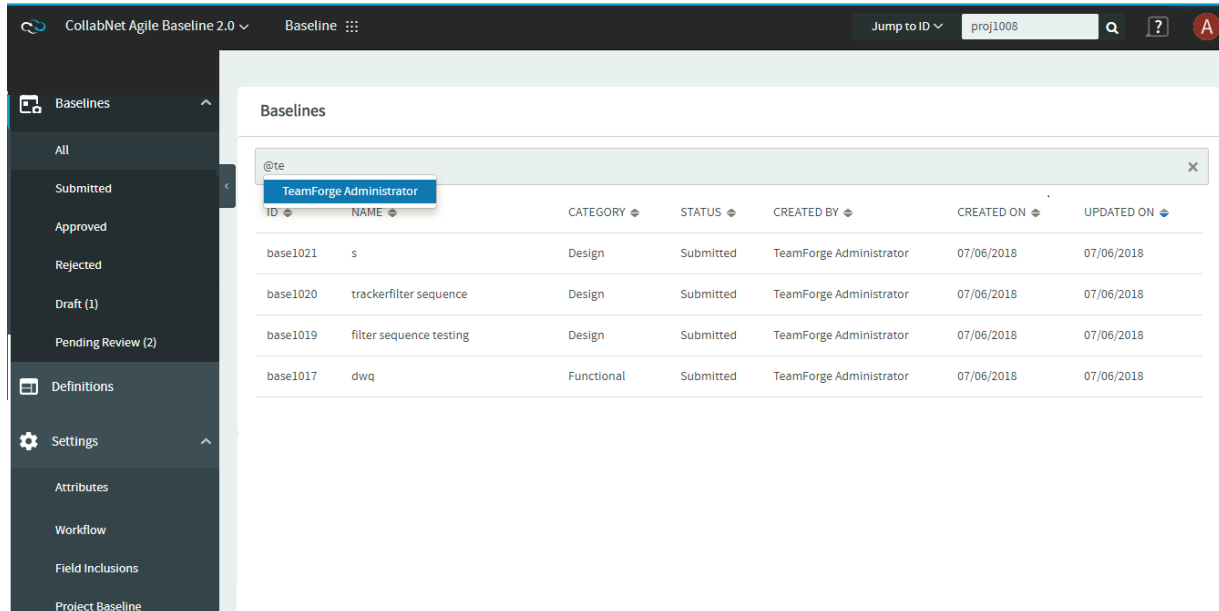 CollabNet Agile Baseline 2.0 Baseline Jump to ID proj1008 ? A
Baselines
All
Submitted
Approved
Rejected
Draft (1)
Pending Review (2)
Definitions
Settings
Attributes
Workflow
Field Inclusions
Project Baseline
Baselines
@te
TeamForge Administrator
ID NAME CATEGORY STATUS CREATED BY CREATED ON UPDATED ON
base1021 s Design Submitted TeamForge Administrator 07/06/2018 07/06/2018
base1020 trackerfilter sequence Design Submitted TeamForge Administrator 07/06/2018 07/06/2018
base1019 filter sequence testing Design Submitted TeamForge Administrator 07/06/2018 07/06/2018
base1017 dwq Functional Submitted TeamForge Administrator 07/06/2018 07/06/2018